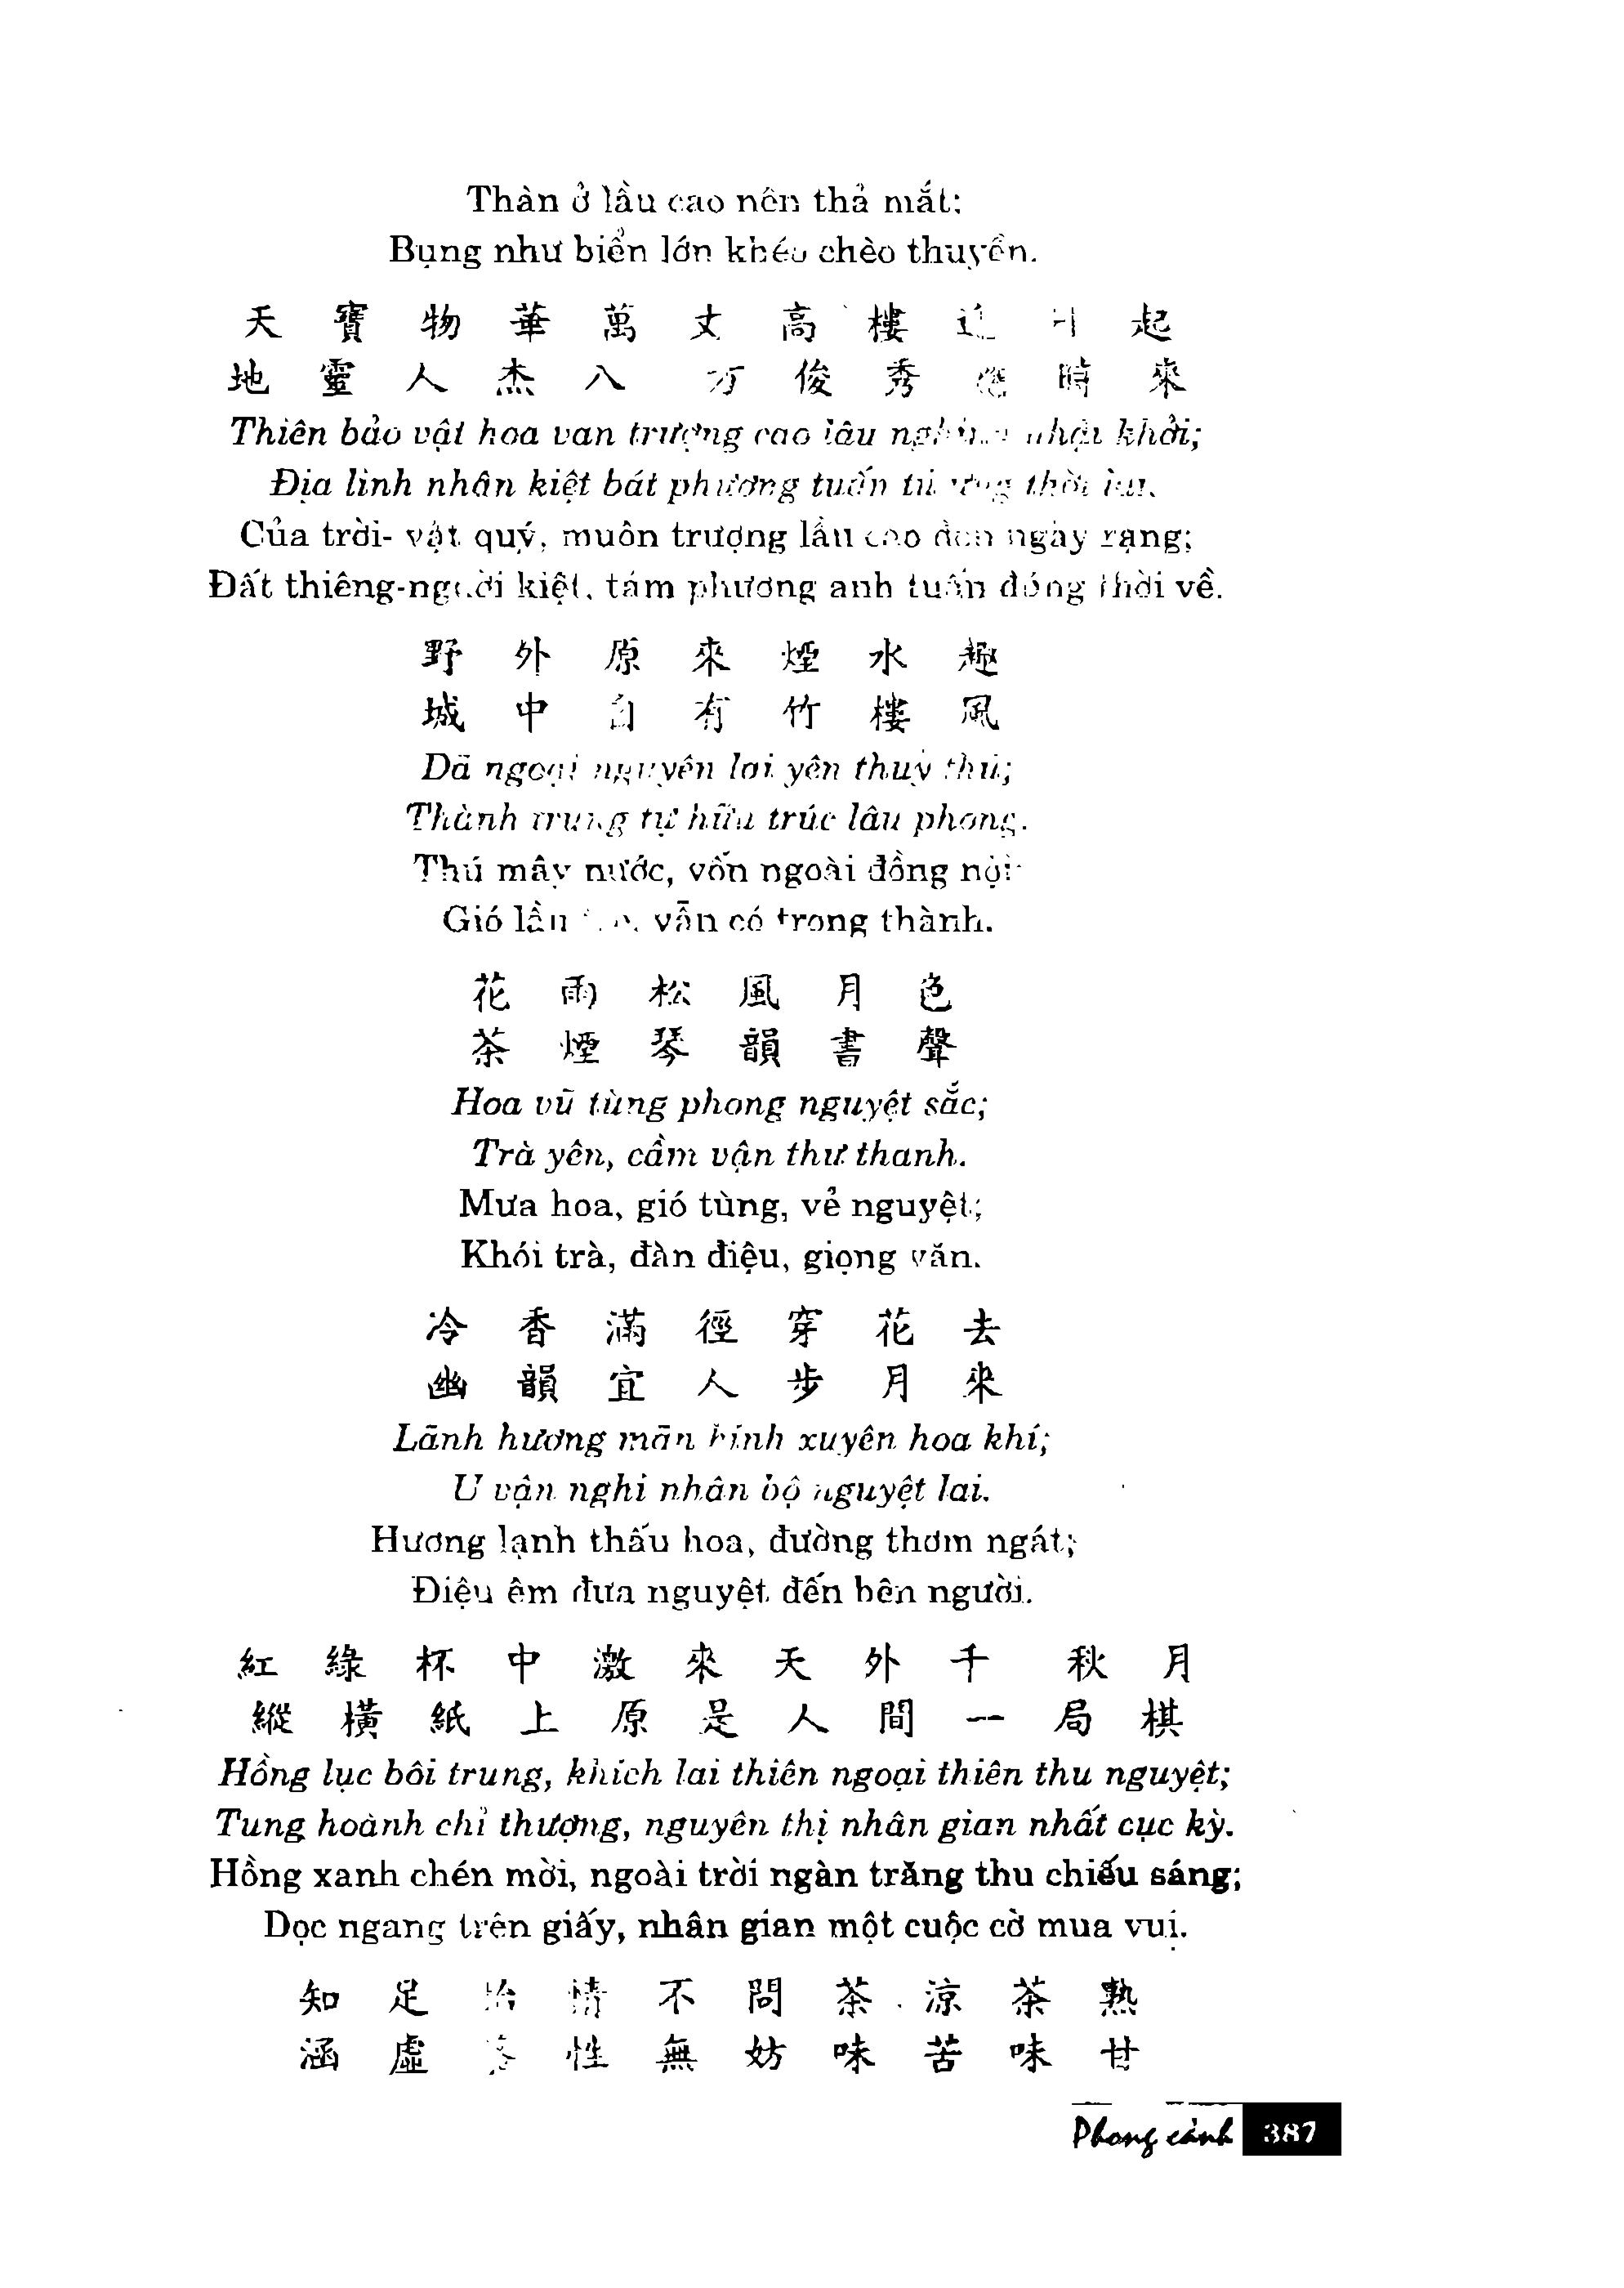 Thàn ở lầu cao nên thả mắt;
Bụng như biển lớn khéo chèo thuyền.
天 寶 物 華 萬 丈 高 樓 起
地 靈 人 杰 八 方 俊 秀 應 時 來
Thiên bảo vật hoa vạn trượng cao lâu nghinh nhật khởi;
Địa linh nhân kiệt bát phương tuấn tú ứng thời lai.
Của trời- vật quý, muôn trượng lầu cao đón ngày rạng;
Đất thiêng-người kiệt, tám phương anh tuấn đúng thời về.
野 外 原 來 煙 水 趣
城 中 自 有 竹 樓 風
Dã ngoại nguyên lai yên thuỷ thú;
Thành trung tự hữu trúc lâu phong.
Thú mây nước, vốn ngoài đồng nội
Gió lầu vẫn có trong thành.
花 雨 松 風 月 色
茶 煙 琴 韻 書 聲
Hoa vũ tùng phong nguyệt sắc;
Trà yên, cầm vận thư thanh.
Mưa hoa, gió tùng, vẻ nguyệt;
Khói trà, đàn điệu, giọng văn.
冷 香 滿 徑 穿 花 去
幽 韻 宜 人 步 月 來
Lãnh hương mãn kính xuyên hoa khí;
U vận nghi nhân bộ nguyệt lai.
Hương lạnh thấu hoa, đường thơm ngát;
Điệu êm đưa nguyệt đến bên người.
紅 綠 杯 中 激 來 天 外 千 秋 月
縱 橫 紙 上 原 是 人 間 一 局 棋
Hồng lục bôi trung, khích lai thiên ngoại thiên thu nguyệt;
Tung hoành chỉ thượng, nguyên thị nhân gian nhất cục kỳ.
Hồng xanh chén mời, ngoài trời ngàn trăng thu chiếu sáng;
Dọc ngang trên giấy, nhân gian một cuộc cờ mua vui.
知 足 怡 情 不 問 茶 涼 茶 熟
涵 虛 性 無 妨 味 苦 味 甘
Phong cảnh 387